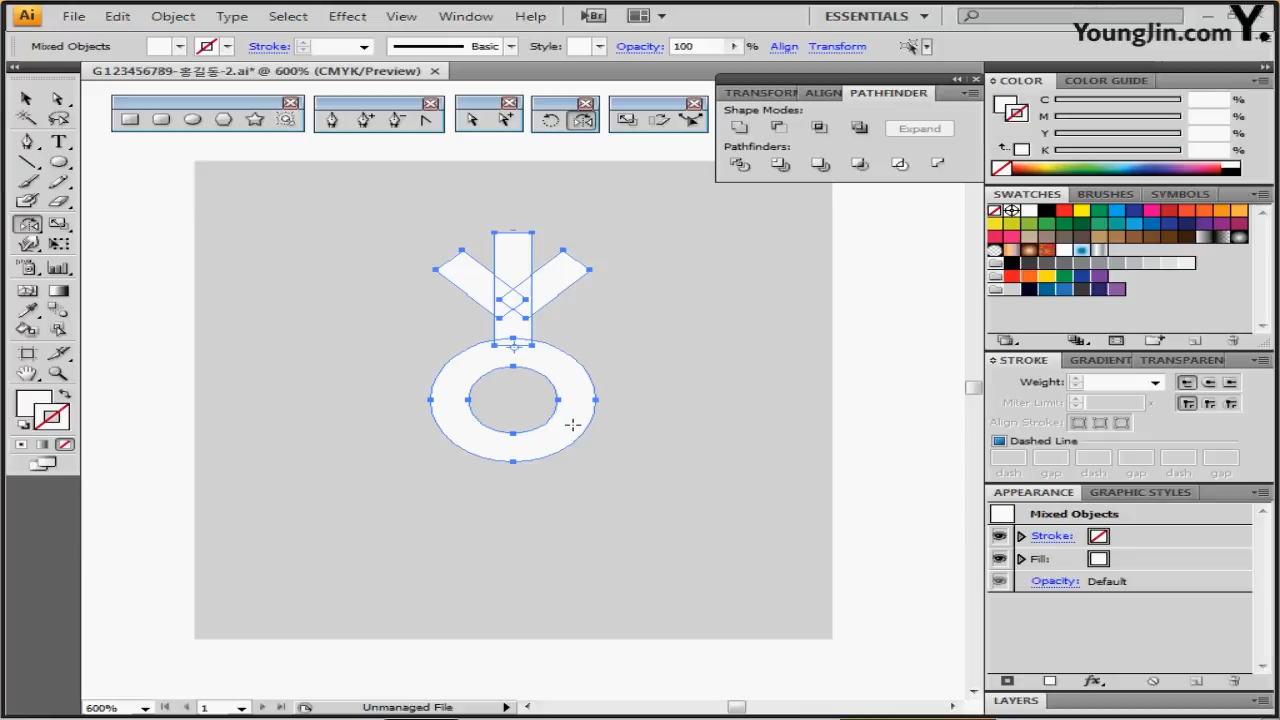 Ai File Edit Object Type Select Effect View Window Help Br ESSENTIALS
YoungJin.com Y.
Mixed Objects Stroke: Basic Style: Opacity: 100 % Align Transform
G123456789-홍길동-2.ai* @ 600% (CMYK/Preview)
TRANSFORM ALIGN PATHFINDER
Shape Modes:
Expand
Pathfinders:
COLOR COLOR GUIDE
C %
M %
Y %
K %
SWATCHES BRUSHES SYMBOLS
STROKE GRADIENT TRANSPAREN
Weight:
Miter Limit: x
Align Stroke:
Dashed Line
dash gap dash gap dash gap
APPEARANCE GRAPHIC STYLES
Mixed Objects
Stroke:
Fill:
Opacity: Default
fx
LAYERS
600% 1 Unmanaged File